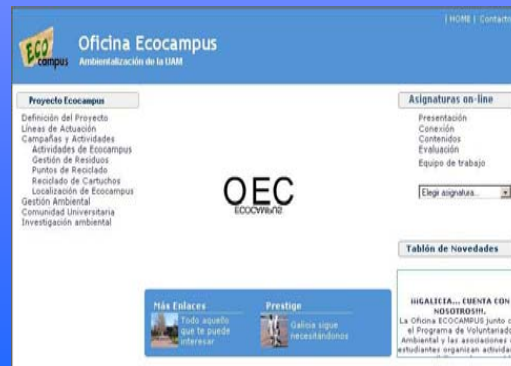 | HOME | Contacto
ECO
campus
Oficina Ecocampus
Ambientalización de la UAM
Proyecto Ecocampus
Definición del Proyecto
Líneas de Actuación
Campañas y Actividades
Actividades de Ecocampus
Gestión de Residuos
Puntos de Reciclado
Reciclado de Cartuchos
Localización de Ecocampus
Gestión Ambiental
Comunidad Universitaria
Investigación ambiental
OEC
ECOCAMPUS
Más Enlaces
Todo aquello
que te puede
interesar
Prestige
Galicia sigue
necesitándonos
Asignaturas on-line
Presentación
Conexión
Contenidos
Evaluación
Equipo de trabajo
Elegir asignatura...
Tablón de Novedades
¡¡¡GALICIA... CUENTA CON
NOSOTROS!!!,
La Oficina ECOCAMPUS junto
el Programa de Voluntariado
Ambiental y las asociaciones
estudiantes organizan